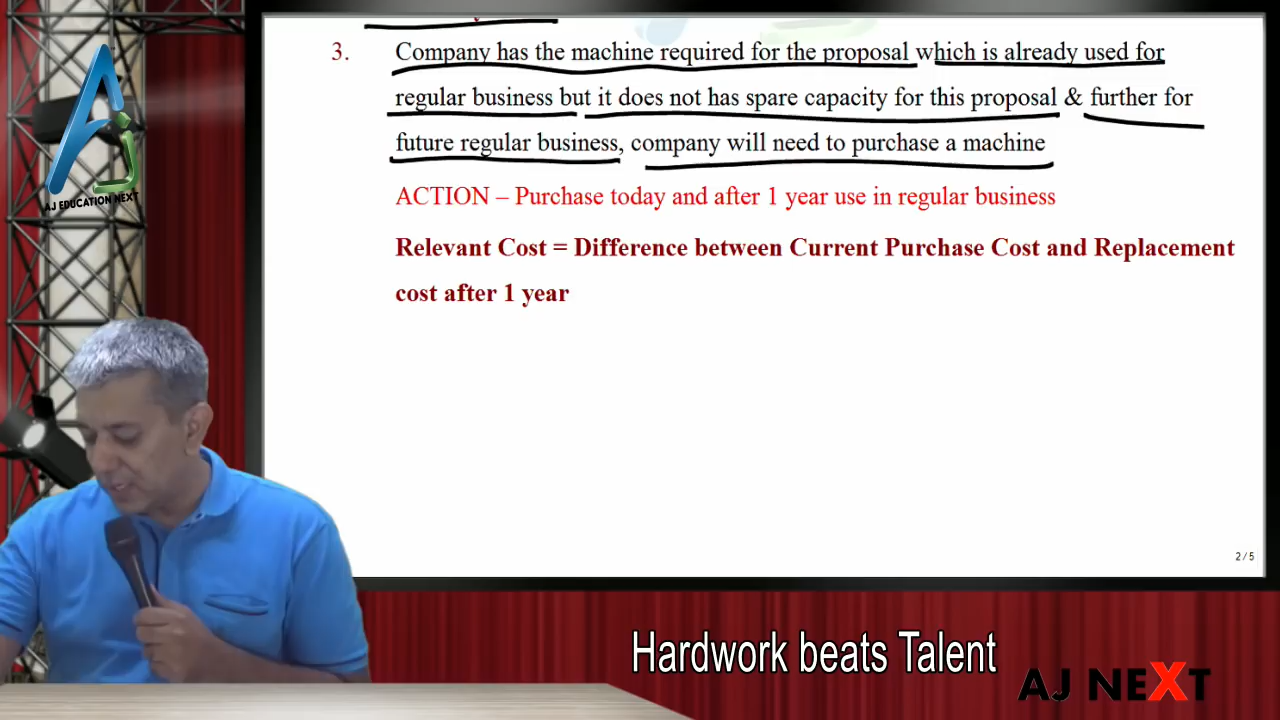 3. Company has the machine required for the proposal which is already used for
regular business but it does not has spare capacity for this proposal & further for
future regular business, company will need to purchase a machine
ACTION – Purchase today and after 1 year use in regular business
Relevant Cost = Difference between Current Purchase Cost and Replacement
cost after 1 year
2 / 5
AJ EDUCATION NEXT
Hardwork beats Talent
AJ NEXT